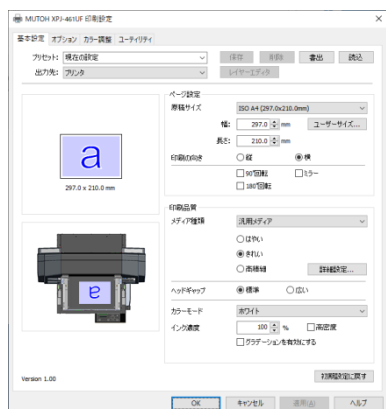 MUTOH XPJ-461UF 印刷設定
基本設定 オプション カラー調整 ユーティリティ
プリセット: 現在の設定 保存 削除 書出 読込
出力先: プリンタ レイヤーエディタ
a
297.0 x 210.0 mm
a
ページ設定
原稿サイズ ISO A4 (297.0x210.0mm)
幅: 297.0 mm ユーザーサイズ...
長さ: 210.0 mm
印刷の向き 縦 横
90°回転 ミラー
180°回転
印刷品質
メディア種類 汎用メディア
はやい
きれい
高精細 詳細設定...
ヘッドギャップ 標準 広い
カラーモード ホワイト
インク濃度 100 % 高密度
グラデーションを有効にする
Version 1.00 初期設定に戻す
OK キャンセル 適用(A) ヘルプ